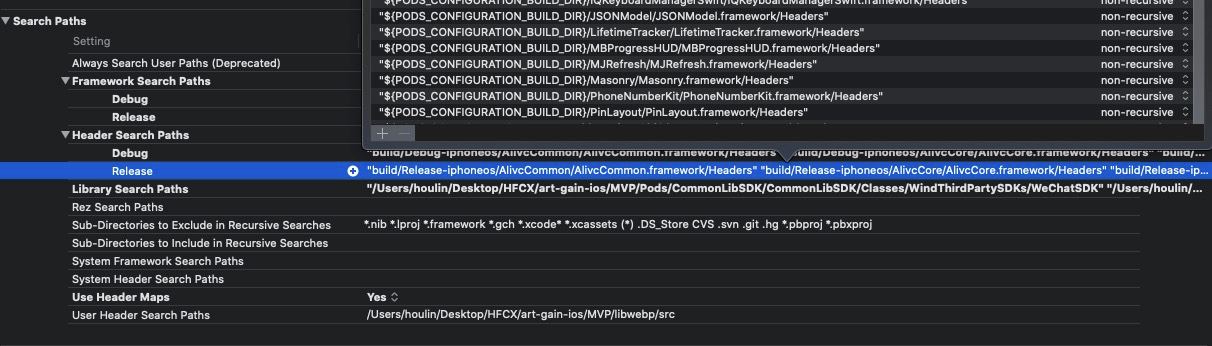 Search Paths
Setting
Always Search User Paths (Deprecated)
Framework Search Paths
Debug
Release
Header Search Paths
Debug
Release
Library Search Paths
Rez Search Paths
Sub-Directories to Exclude in Recursive Searches
Sub-Directories to Include in Recursive Searches
System Framework Search Paths
System Header Search Paths
Use Header Maps
User Header Search Paths
"${PODS_CONFIGURATION_BUILD_DIR}/IQKeyboardManagerSwift/IQKeyboardManagerSwift.framework/Headers" non-recursive
"${PODS_CONFIGURATION_BUILD_DIR}/JSONModel/JSONModel.framework/Headers" non-recursive
"${PODS_CONFIGURATION_BUILD_DIR}/LifetimeTracker/LifetimeTracker.framework/Headers" non-recursive
"${PODS_CONFIGURATION_BUILD_DIR}/MBProgressHUD/MBProgressHUD.framework/Headers" non-recursive
"${PODS_CONFIGURATION_BUILD_DIR}/MJRefresh/MJRefresh.framework/Headers" non-recursive
"${PODS_CONFIGURATION_BUILD_DIR}/Masonry/Masonry.framework/Headers" non-recursive
"${PODS_CONFIGURATION_BUILD_DIR}/PhoneNumberKit/PhoneNumberKit.framework/Headers" non-recursive
"${PODS_CONFIGURATION_BUILD_DIR}/PinLayout/PinLayout.framework/Headers" non-recursive
"build/Debug-iphoneos/AlivcCommon/AlivcCommon.framework/Headers" "build/Debug-iphoneos/AlivcCore/AlivcCore.framework/Headers" "build/...
"build/Release-iphoneos/AlivcCommon/AlivcCommon.framework/Headers" "build/Release-iphoneos/AlivcCore/AlivcCore.framework/Headers" "build/Release-ip...
"/Users/houlin/Desktop/HFCX/art-gain-ios/MVP/Pods/CommonLibSDK/CommonLibSDK/Classes/WindThirdPartySDKs/WeChatSDK" "/Users/houlin/...
*.nib *.lproj *.framework *.gch *.xcode* *.xcassets (*) .DS_Store CVS .svn .git .hg *.pbproj *.pbxproj
Yes
/Users/houlin/Desktop/HFCX/art-gain-ios/MVP/libwebp/src